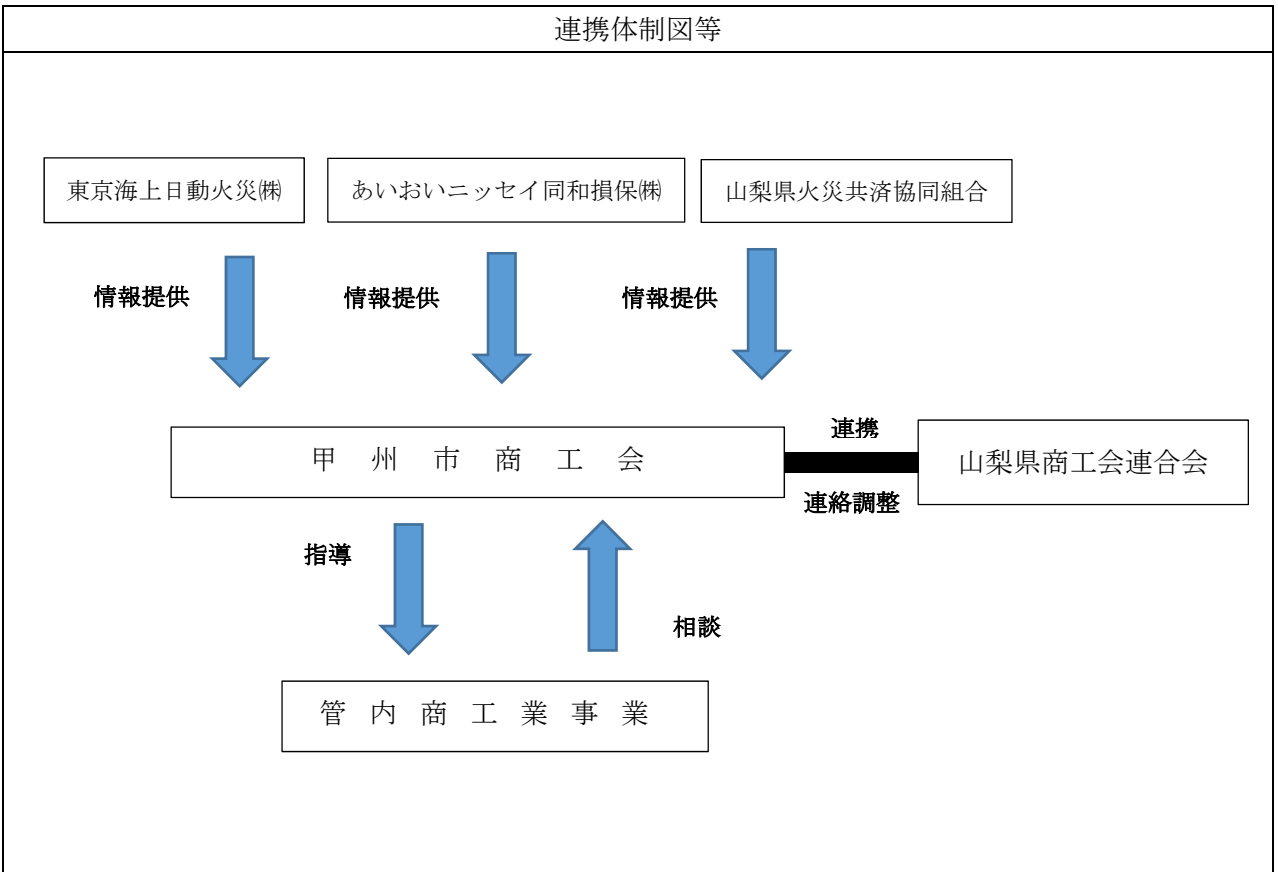 連携体制図等
東京海上日動火災㈱
あいおいニッセイ同和損保㈱
山梨県火災共済協同組合
情報提供
情報提供
情報提供
甲州市商工会
連携
連絡調整
山梨県商工会連合会
指導
相談
管内商工業事業